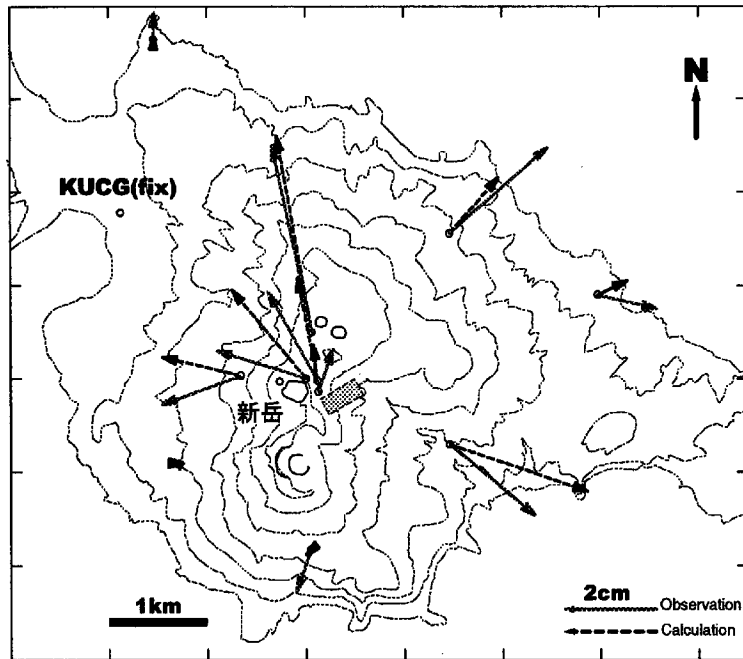 N
KUCG(fix)
新岳
1km
2cm
Observation
Calculation